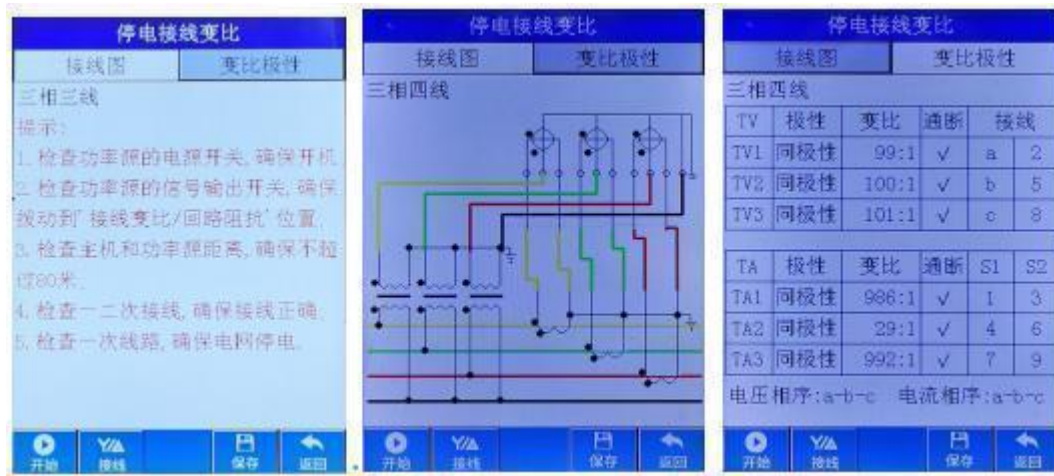 停电接线变比
接线图 变比极性
三相三线
提示:
1. 检查功率源的电源开关,确保开机
2. 检查功率源的信号输出开关,确保
拨动到"接线变比/回路阻抗"位置.
3. 检查主机和功率源距离,确保不超
过80米.
4. 检查一二次接线,确保接线正确.
5. 检查一次线路,确保电网停电.
开始 Y/△接线 保存 返回
停电接线变比
接线图 变比极性
三相四线
开始 Y/△接线 保存 返回
停电接线变比
接线图 变比极性
三相四线
TV 极性 变比 通断 接线
TV1 同极性 99:1 √ a 2
TV2 同极性 100:1 √ b 5
TV3 同极性 101:1 √ c 8
TA 极性 变比 通断 S1 S2
TA1 同极性 986:1 √ 1 3
TA2 同极性 29:1 √ 4 6
TA3 同极性 992:1 √ 7 9
电压相序:a-b-c 电流相序:a-b-c
开始 Y/△接线 保存 返回